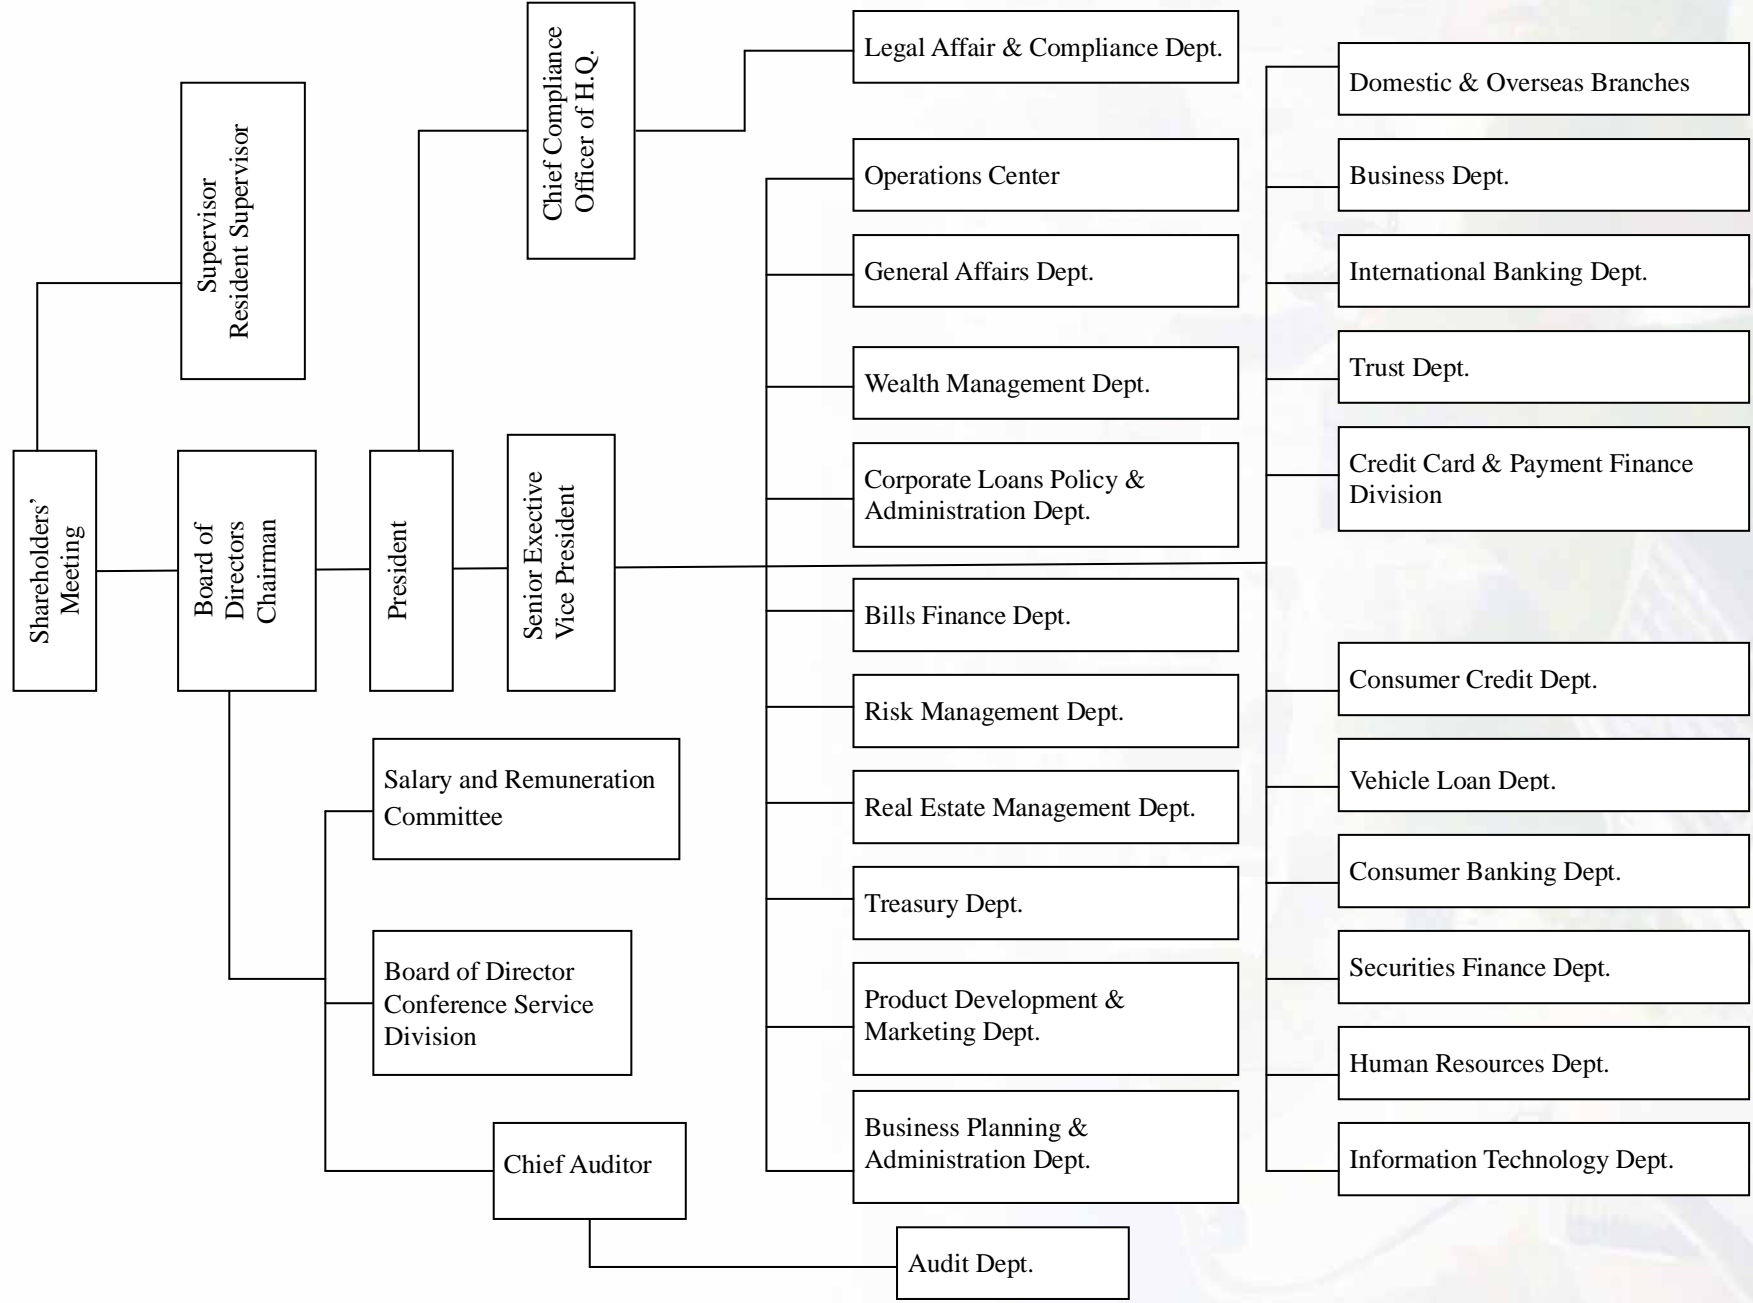 Shareholders’
Meeting
Supervisor
Resident Supervisor
Board of
Directors
Chairman
President
Chief Compliance
Officer of H.Q.
Senior Exective
Vice President
Salary and Remuneration
Committee
Board of Director
Conference Service
Division
Chief Auditor
Audit Dept.
Legal Affair & Compliance Dept.
Operations Center
General Affairs Dept.
Wealth Management Dept.
Corporate Loans Policy &
Administration Dept.
Bills Finance Dept.
Risk Management Dept.
Real Estate Management Dept.
Treasury Dept.
Product Development &
Marketing Dept.
Business Planning &
Administration Dept.
Domestic & Overseas Branches
Business Dept.
International Banking Dept.
Trust Dept.
Credit Card & Payment Finance
Division
Consumer Credit Dept.
Vehicle Loan Dept.
Consumer Banking Dept.
Securities Finance Dept.
Human Resources Dept.
Information Technology Dept.